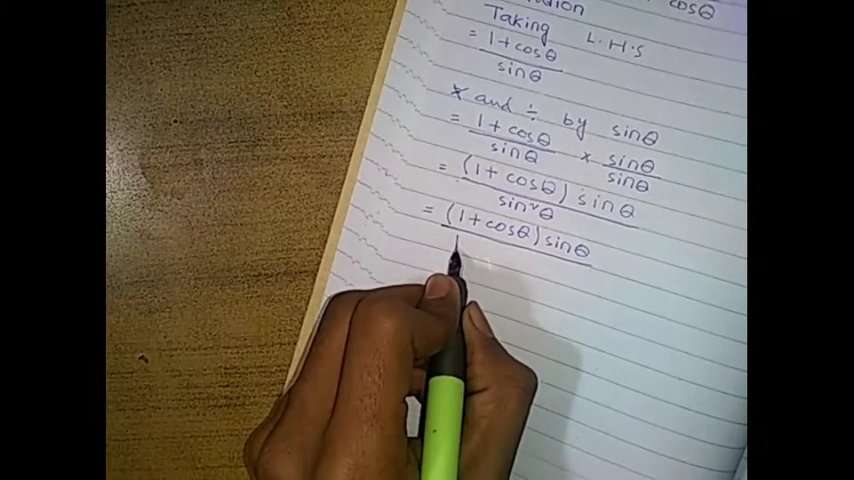 cosθ
Taking L.H.S
= 1+cosθ / sinθ
× and ÷ by sinθ
= 1+cosθ / sinθ × sinθ / sinθ
= (1+cosθ) sinθ / sin²θ
= (1+cosθ) sinθ / 1